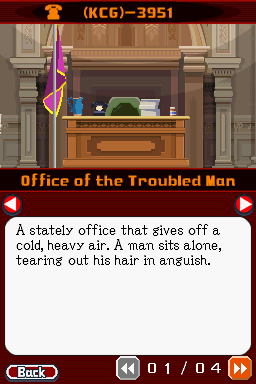 (KCG)-3951
Office of the Troubled Man
A stately office that gives off a
cold, heavy air. A man sits alone,
tearing out his hair in anguish.
Back
01/04